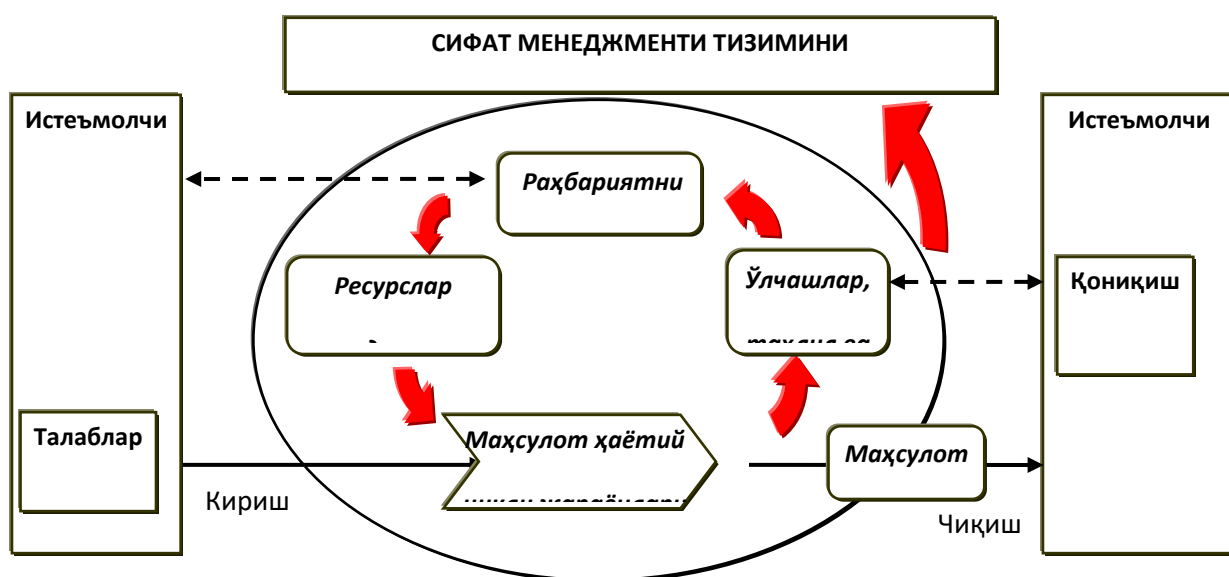 СИФАТ МЕНЕДЖМЕНТИ ТИЗИМИНИ
Истеъмолчи
Истеъмолчи
Раҳбариятни
Ресурслар
Ўлчашлар,
Қониқиш
Талаблар
Маҳсулот ҳаётий
Маҳсулот
Кириш
Чиқиш